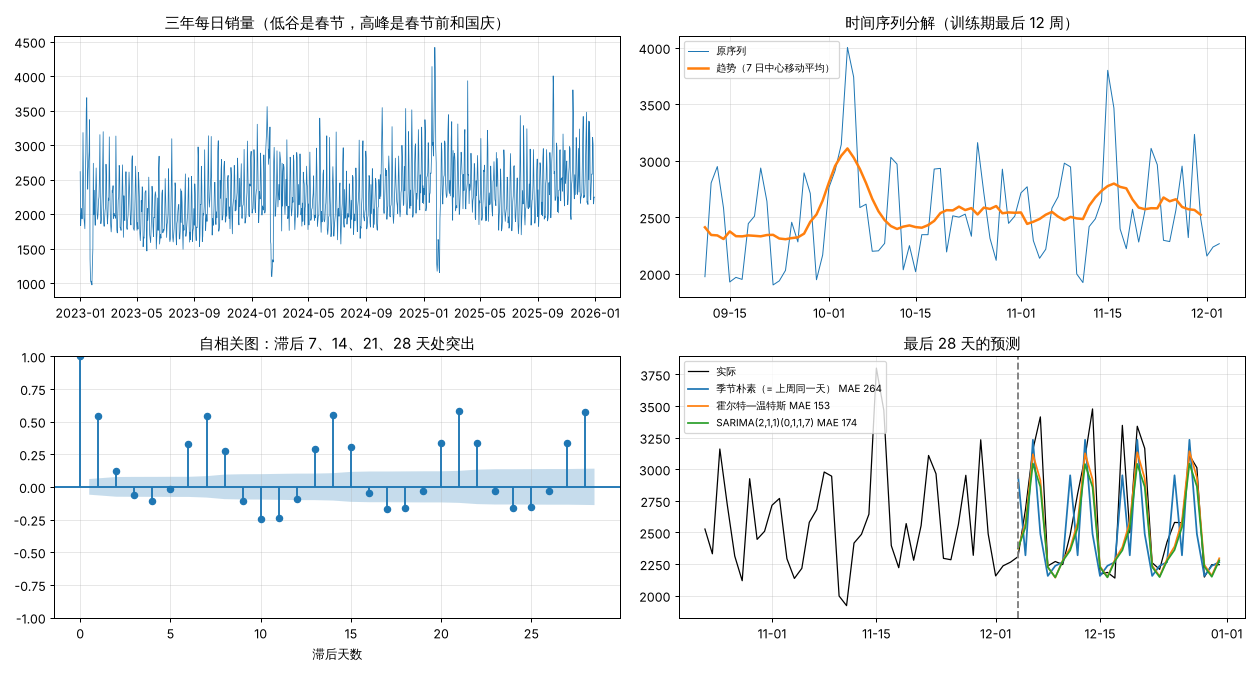 三年每日销量（低谷是春节，高峰是春节前和国庆）
4500
4000
3500
3000
2500
2000
1500
1000
2023-01 2023-05 2023-09 2024-01 2024-05 2024-09 2025-01 2025-05 2025-09 2026-01
时间序列分解（训练期最后 12 周）
原序列
趋势（7 日中心移动平均）
4000
3500
3000
2500
2000
09-15 10-01 10-15 11-01 11-15 12-01
自相关图：滞后 7、14、21、28 天处突出
1.00
0.75
0.50
0.25
0.00
-0.25
-0.50
-0.75
-1.00
0 5 10 15 20 25
滞后天数
最后 28 天的预测
实际
季节朴素（= 上周同一天） MAE 264
霍尔特—温特斯 MAE 153
SARIMA(2,1,1)(0,1,1,7) MAE 174
3750
3500
3250
3000
2750
2500
2250
2000
11-01 11-15 12-01 12-15 01-01